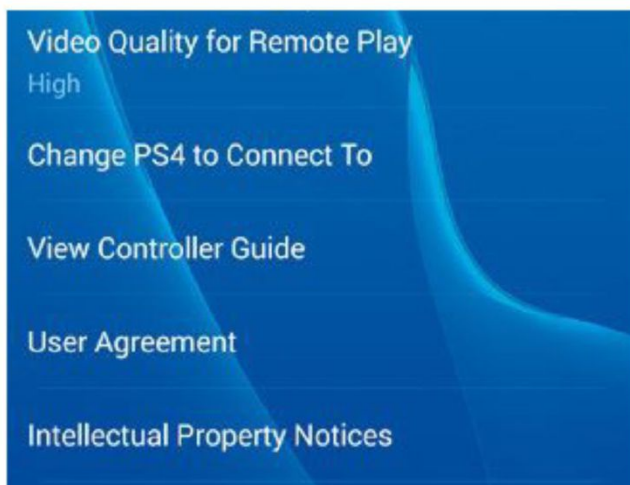 Video Quality for Remote Play
High
Change PS4 to Connect To
View Controller Guide
User Agreement
Intellectual Property Notices